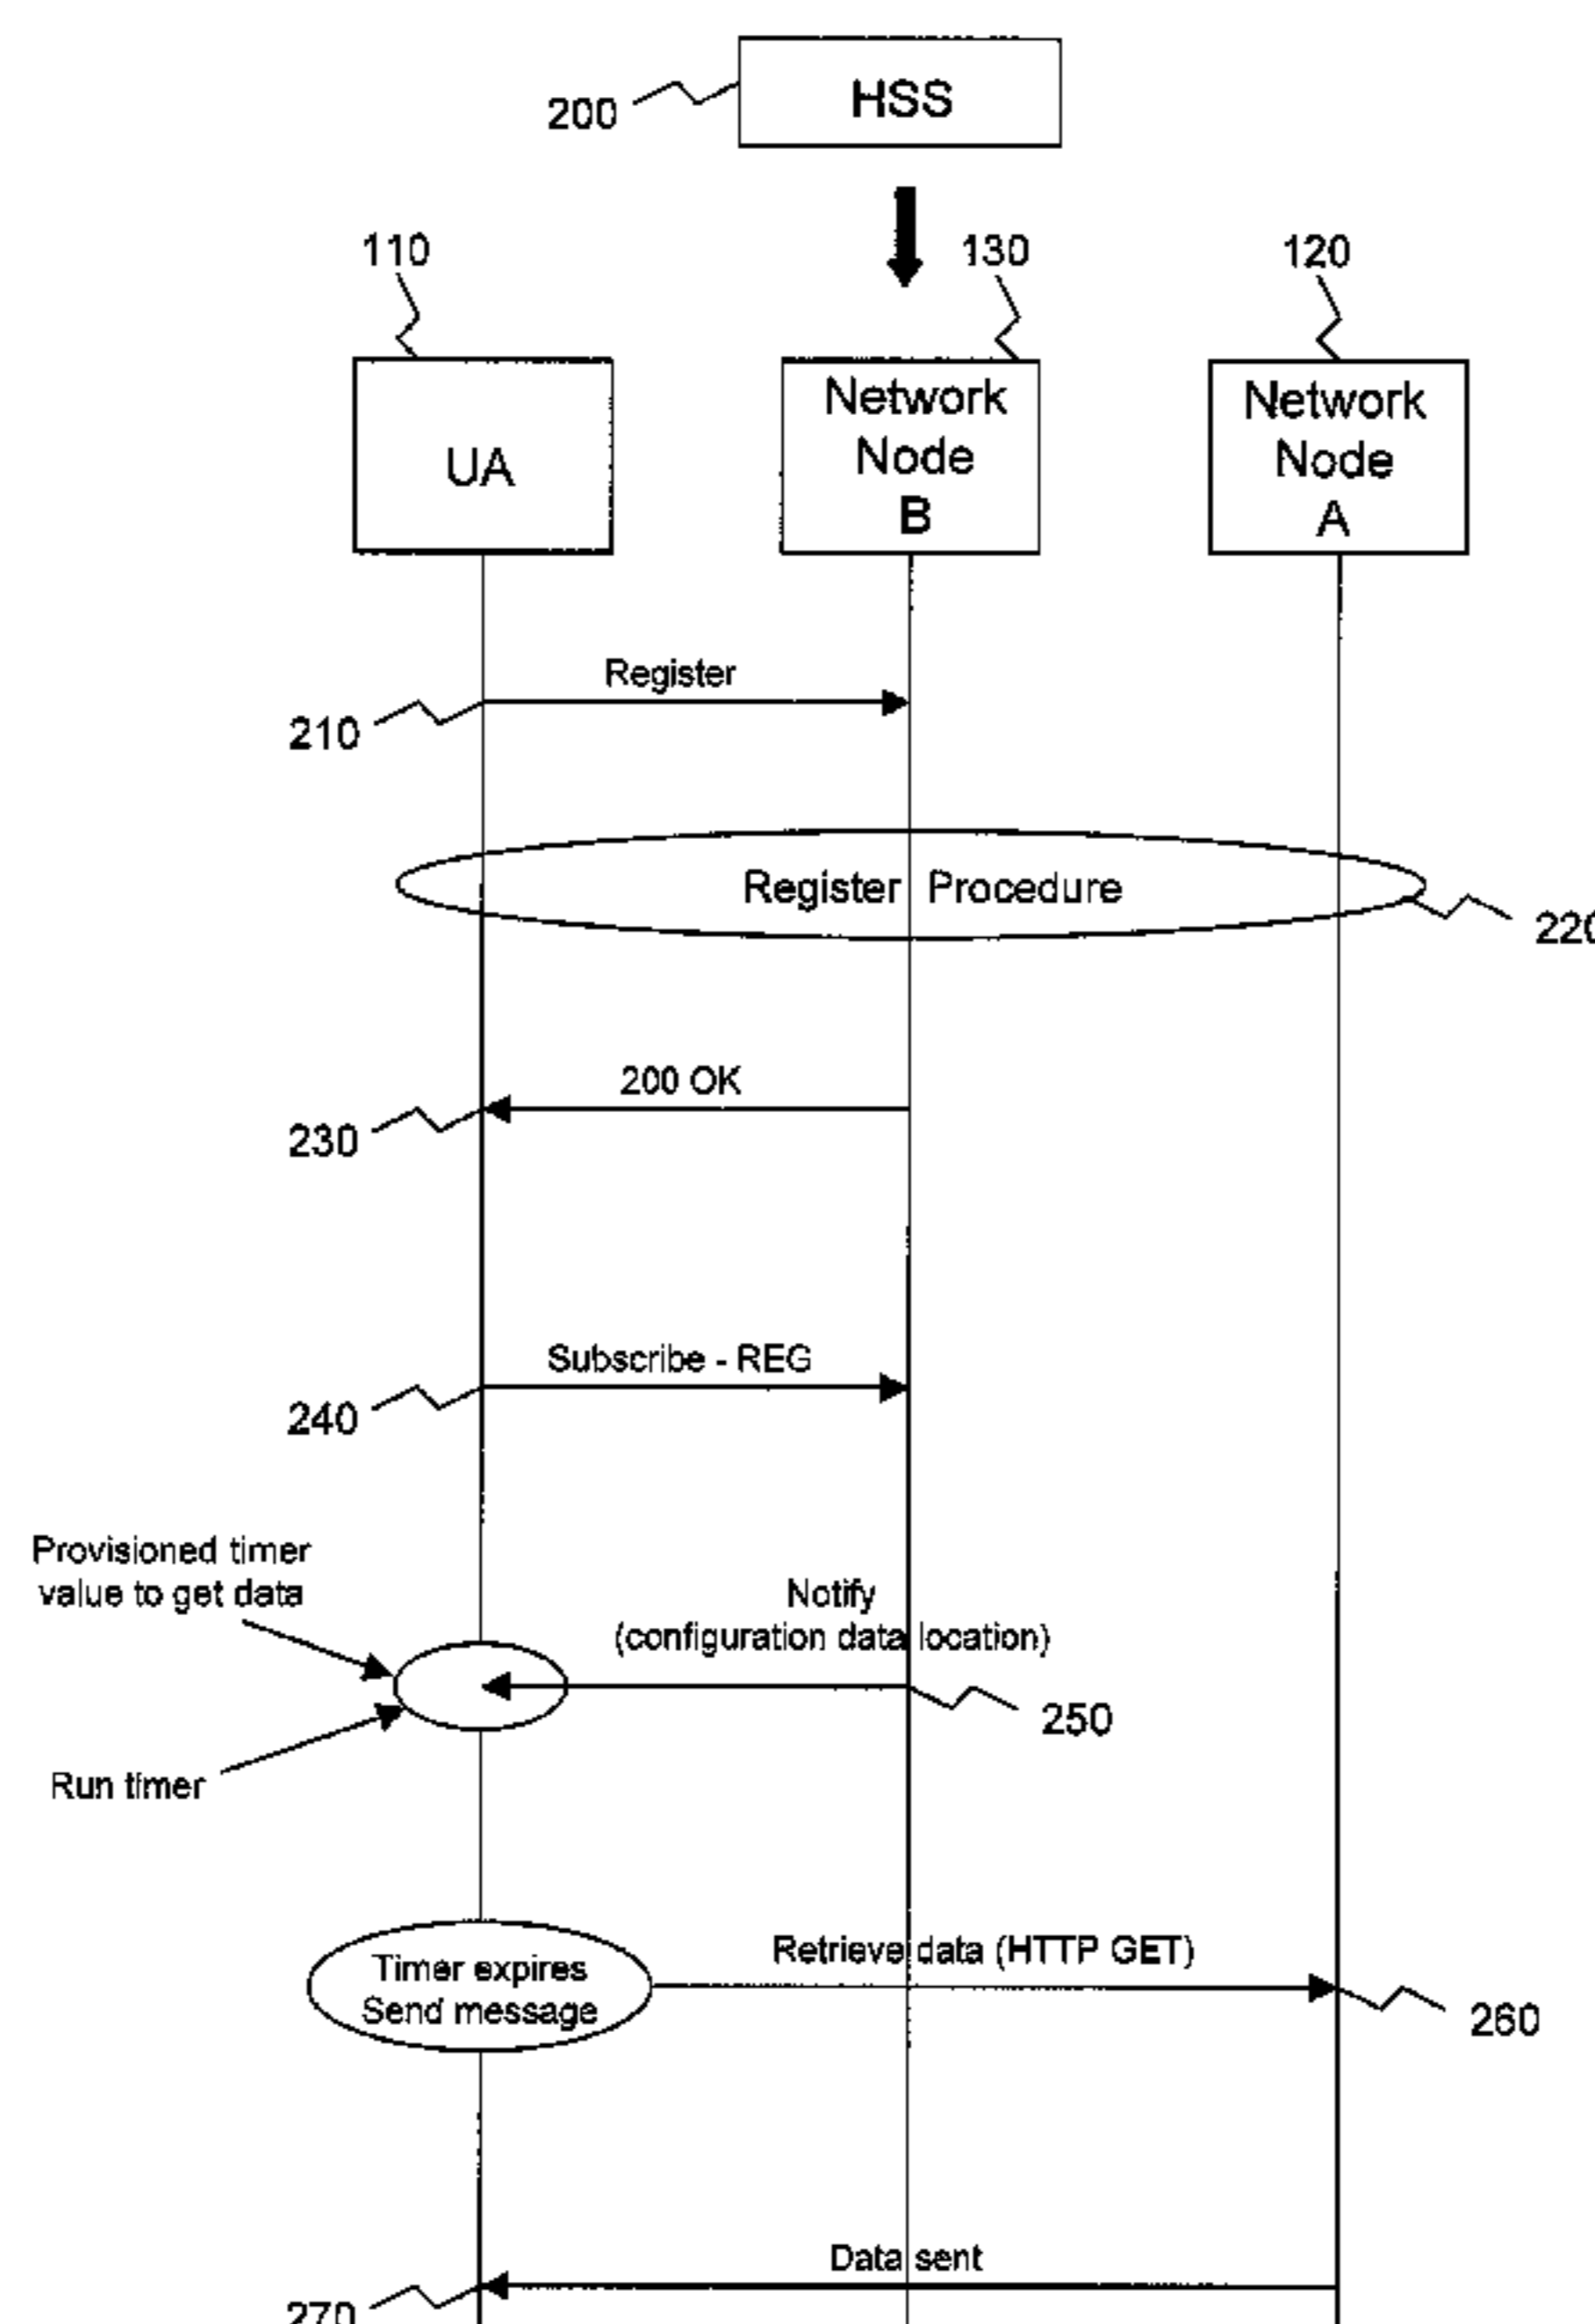 HSS
200
110
130
120
UA
Network
Node
B
Network
Node
A
Register
210
Register Procedure
220
200 OK
230
Subscribe - REG
240
Provisioned timer
value to get data
Notify
(configuration data location)
250
Run timer
Timer expires
Send message
Retrieve data (HTTP GET)
260
Data sent
270